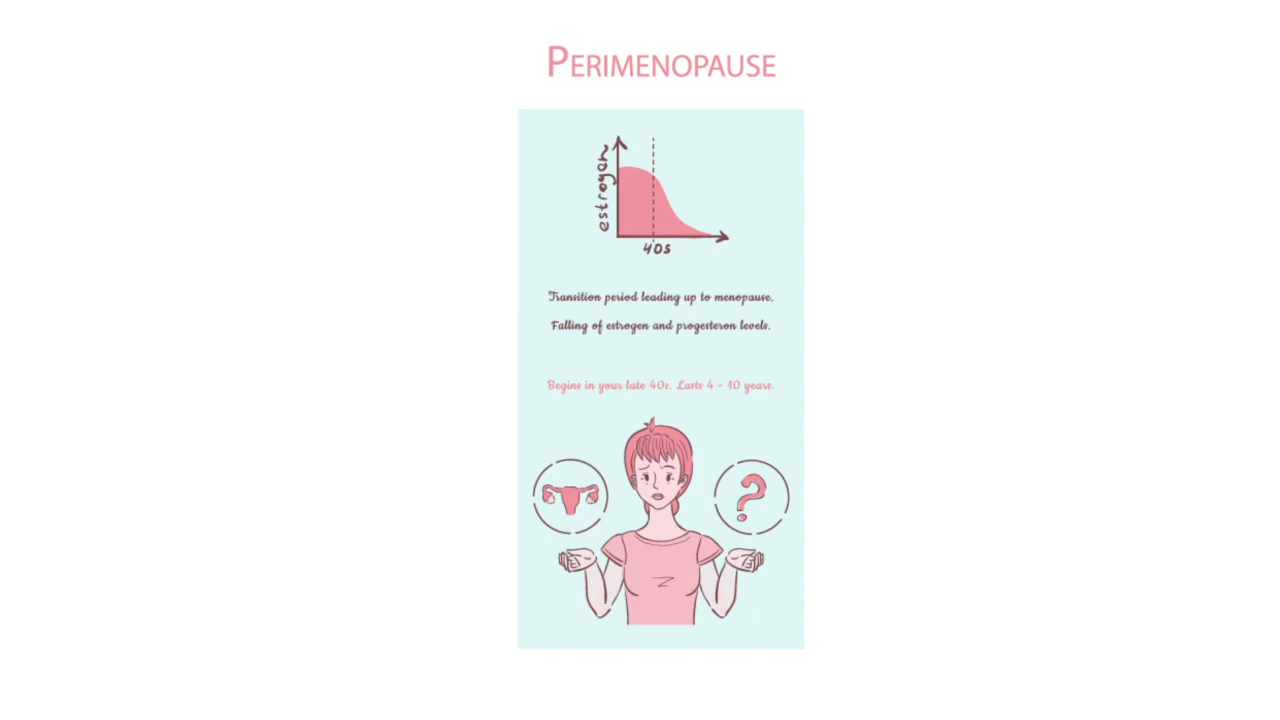 PERIMENOPAUSE
estrogen
40s
Transition period leading up to menopause.
Falling of estrogen and progesteron levels.
Begins in your late 40s. Lasts 4 - 10 years.
?